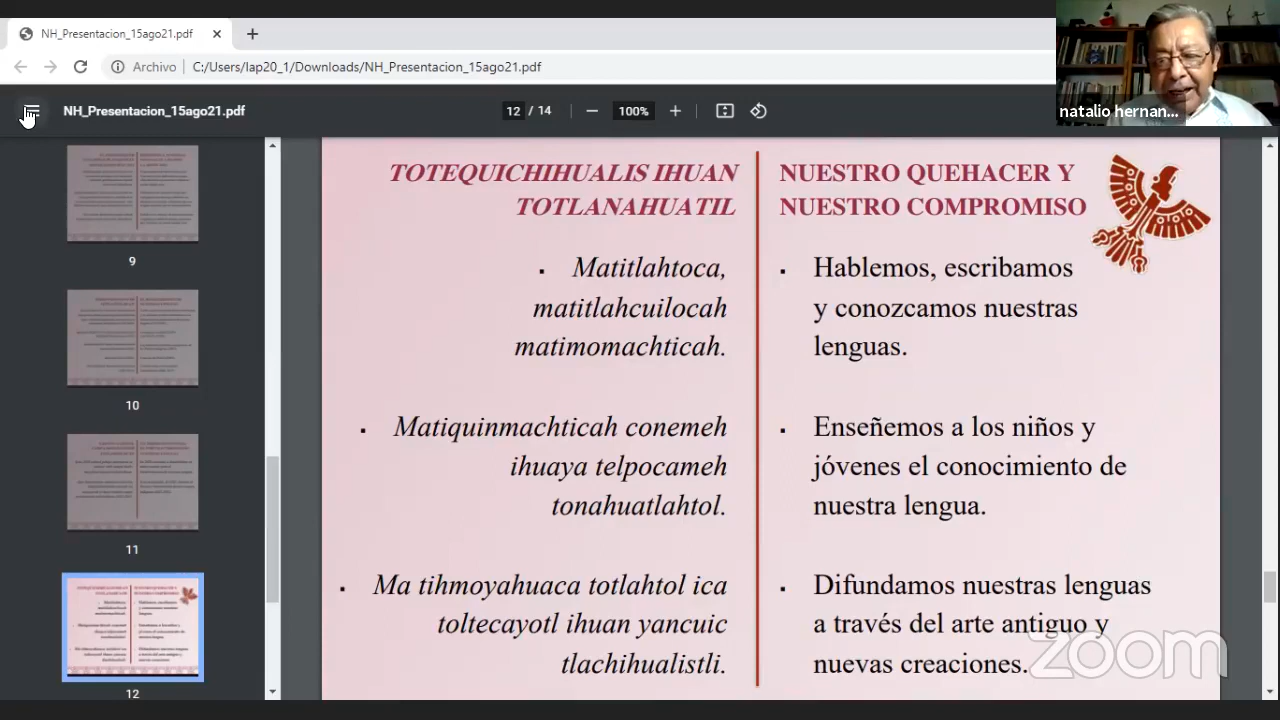 NH_Presentacion_15ago21.pdf
Archivo
C:/Users/lap20_1/Downloads/NH_Presentacion_15ago21.pdf
natalio hernan...
NH_Presentacion_15ago21.pdf
12 / 14
100%
9
10
11
12
TOTEQUICHIHUALIS IHUAN
TOTLANAHUATIL
▪ Matitlahtoca,
matitlahcuilocah
matimomachticah.
▪ Matiquinmachticah conemeh
ihuaya telpocameh
tonahuatlahtol.
▪ Ma tihmoyahuaca totlahtol ica
toltecayotl ihuan yancuic
tlachihualistli.
NUESTRO QUEHACER Y
NUESTRO COMPROMISO
▪ Hablemos, escribamos
y conozcamos nuestras
lenguas.
▪ Enseñemos a los niños y
jóvenes el conocimiento de
nuestra lengua.
▪ Difundamos nuestras lenguas
a través del arte antiguo y
nuevas creaciones.
zoom